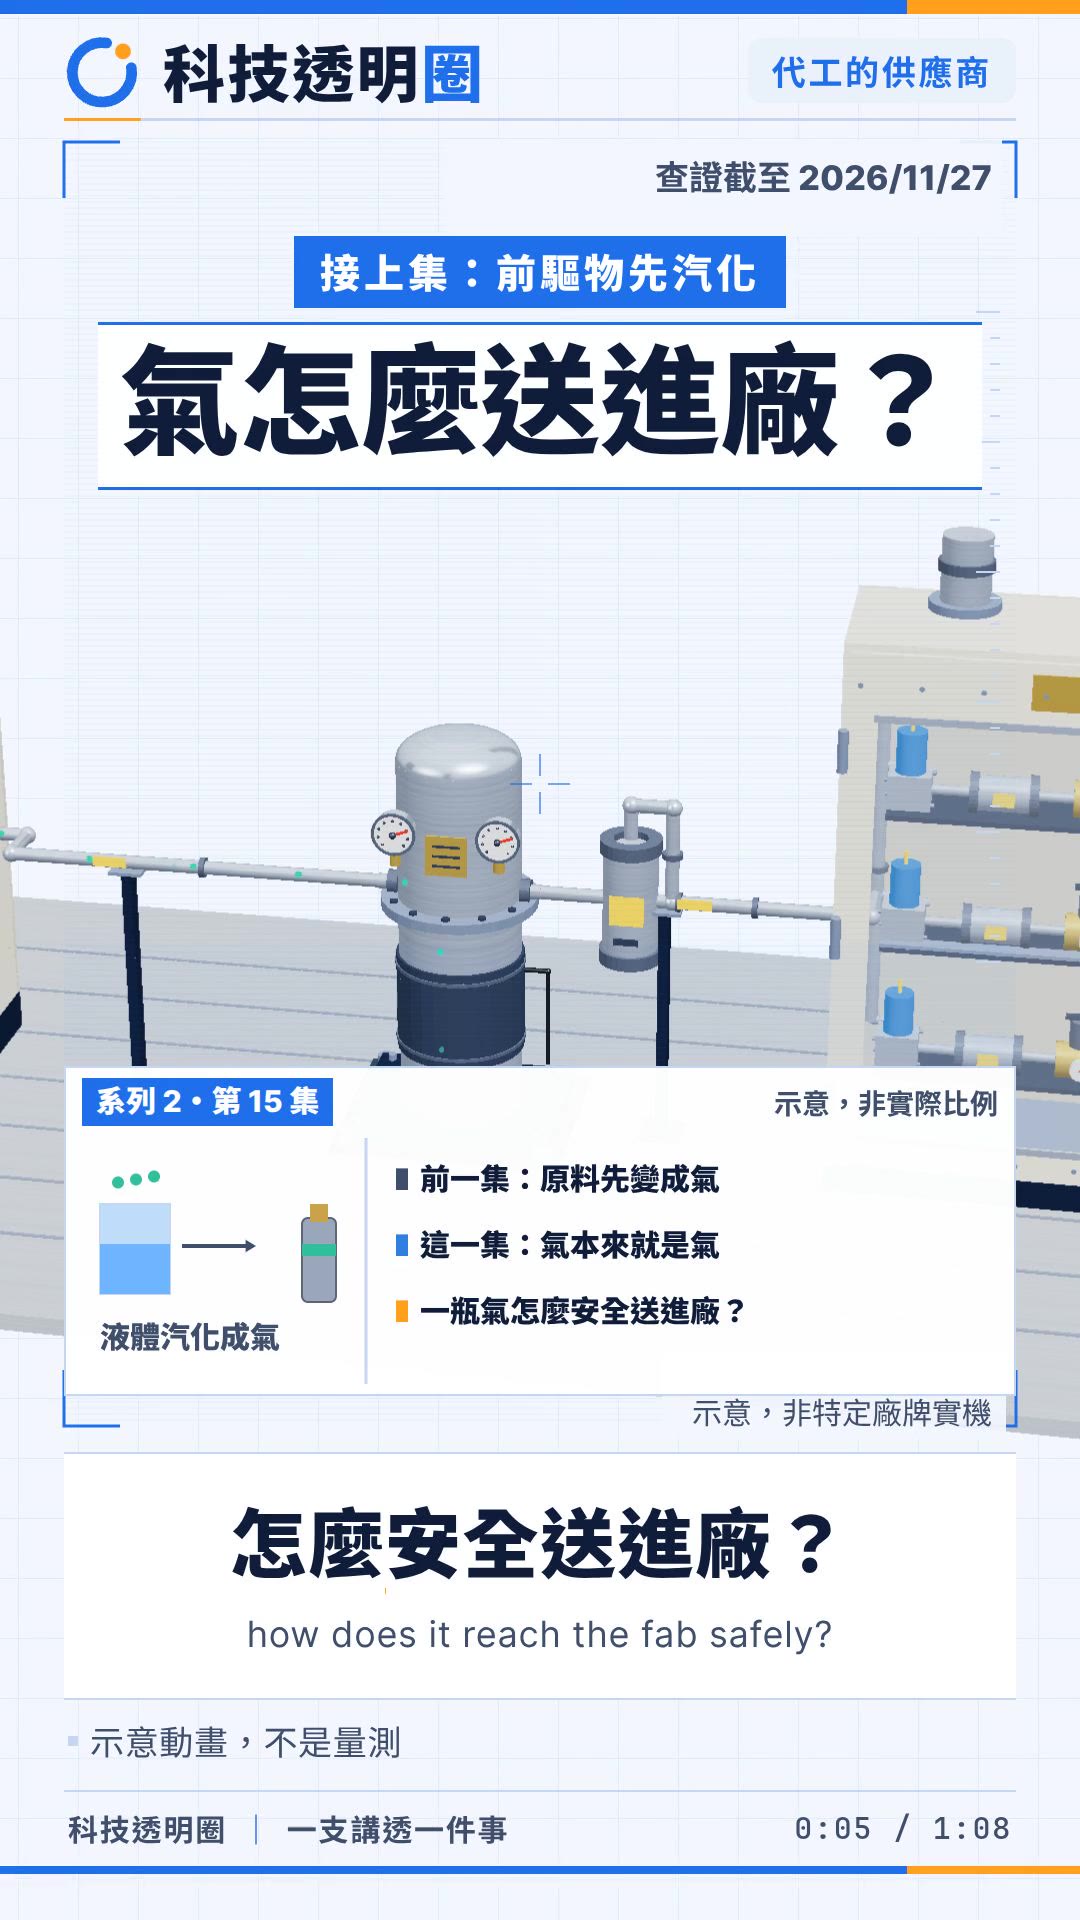 科技透明圈
代工的供應商
查證截至 2026/11/27
接上集：前驅物先汽化
氣怎麼送進廠？
系列 2・第 15 集
示意，非實際比例
前一集：原料先變成氣
這一集：氣本來就是氣
一瓶氣怎麼安全送進廠？
液體汽化成氣
示意，非特定廠牌實機
怎麼安全送進廠？
how does it reach the fab safely?
示意動畫，不是量測
科技透明圈｜一支講透一件事
0:05 / 1:08